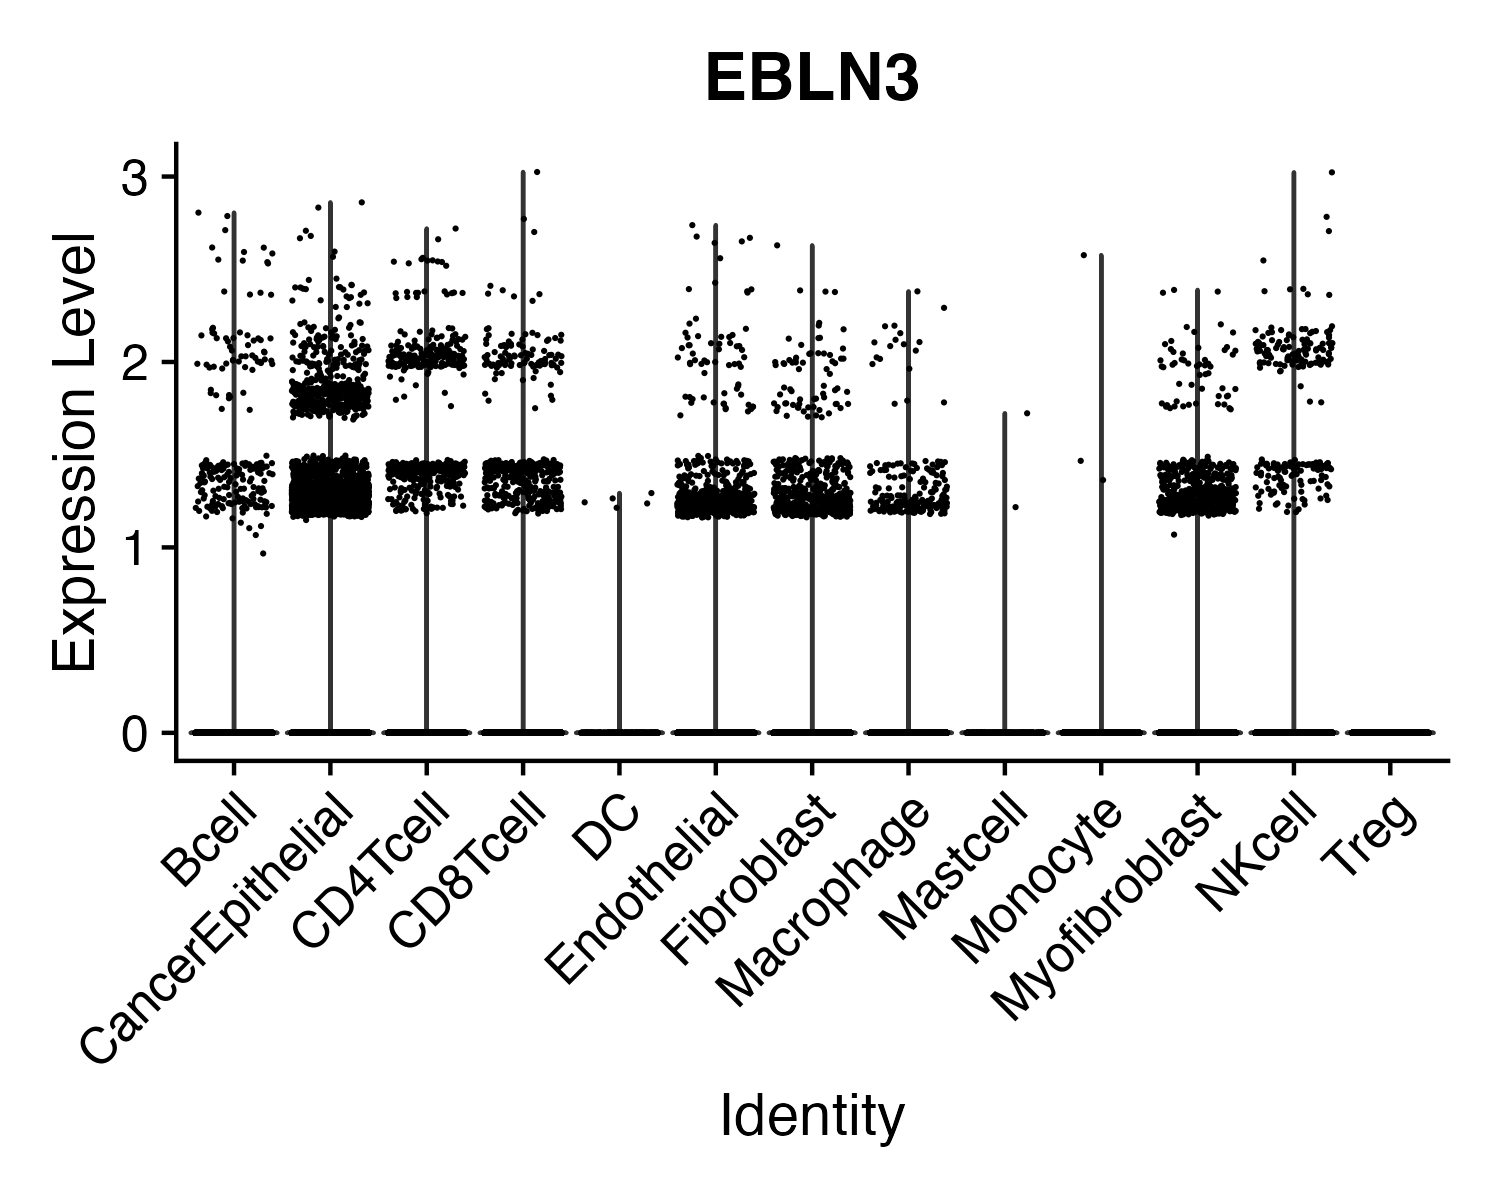 EBLN3
Expression Level
3
2
1
0
Bcell
CancerEpithelial
CD4Tcell
CD8Tcell
DC
Endothelial
Fibroblast
Macrophage
Mastcell
Monocyte
Myofibroblast
NKcell
Treg
Identity